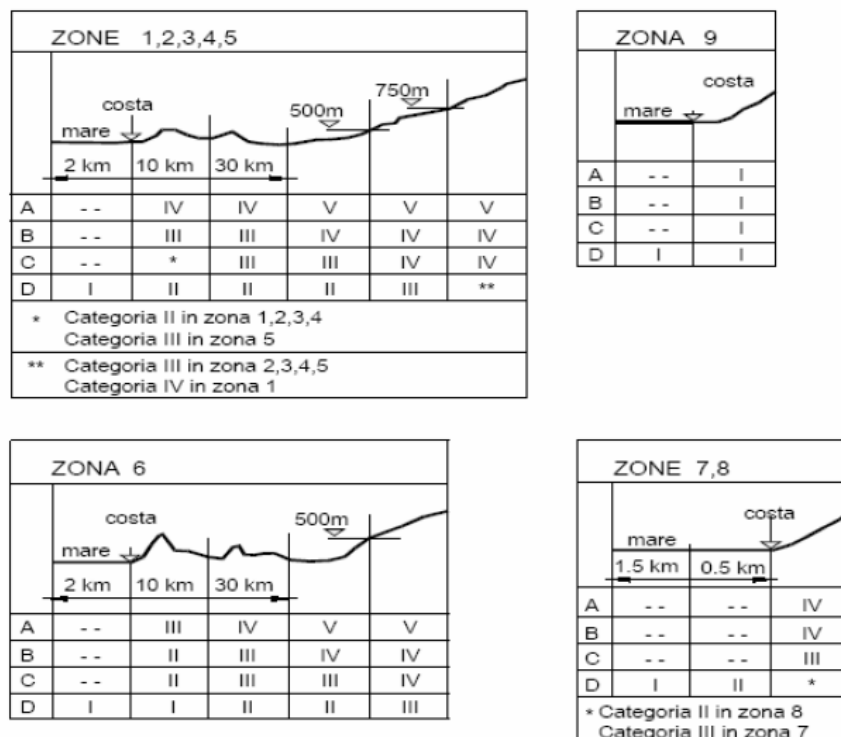 ZONE 1,2,3,4,5
costa
mare
500m
750m
2 km 10 km 30 km
A -- IV IV V V V
B -- III III IV IV IV
C -- * III III IV IV
D I II II II III **
* Categoria II in zona 1,2,3,4
Categoria III in zona 5
** Categoria III in zona 2,3,4,5
Categoria IV in zona 1
ZONA 9
costa
mare
A -- I
B -- I
C -- I
D I I
ZONA 6
costa
mare
500m
2 km 10 km 30 km
A -- III IV V V
B -- II III IV IV
C -- II III III IV
D I I II II III
ZONE 7,8
costa
mare
1.5 km 0.5 km
A -- -- IV
B -- -- IV
C -- -- III
D I II *
* Categoria II in zona 8
Categoria III in zona 7